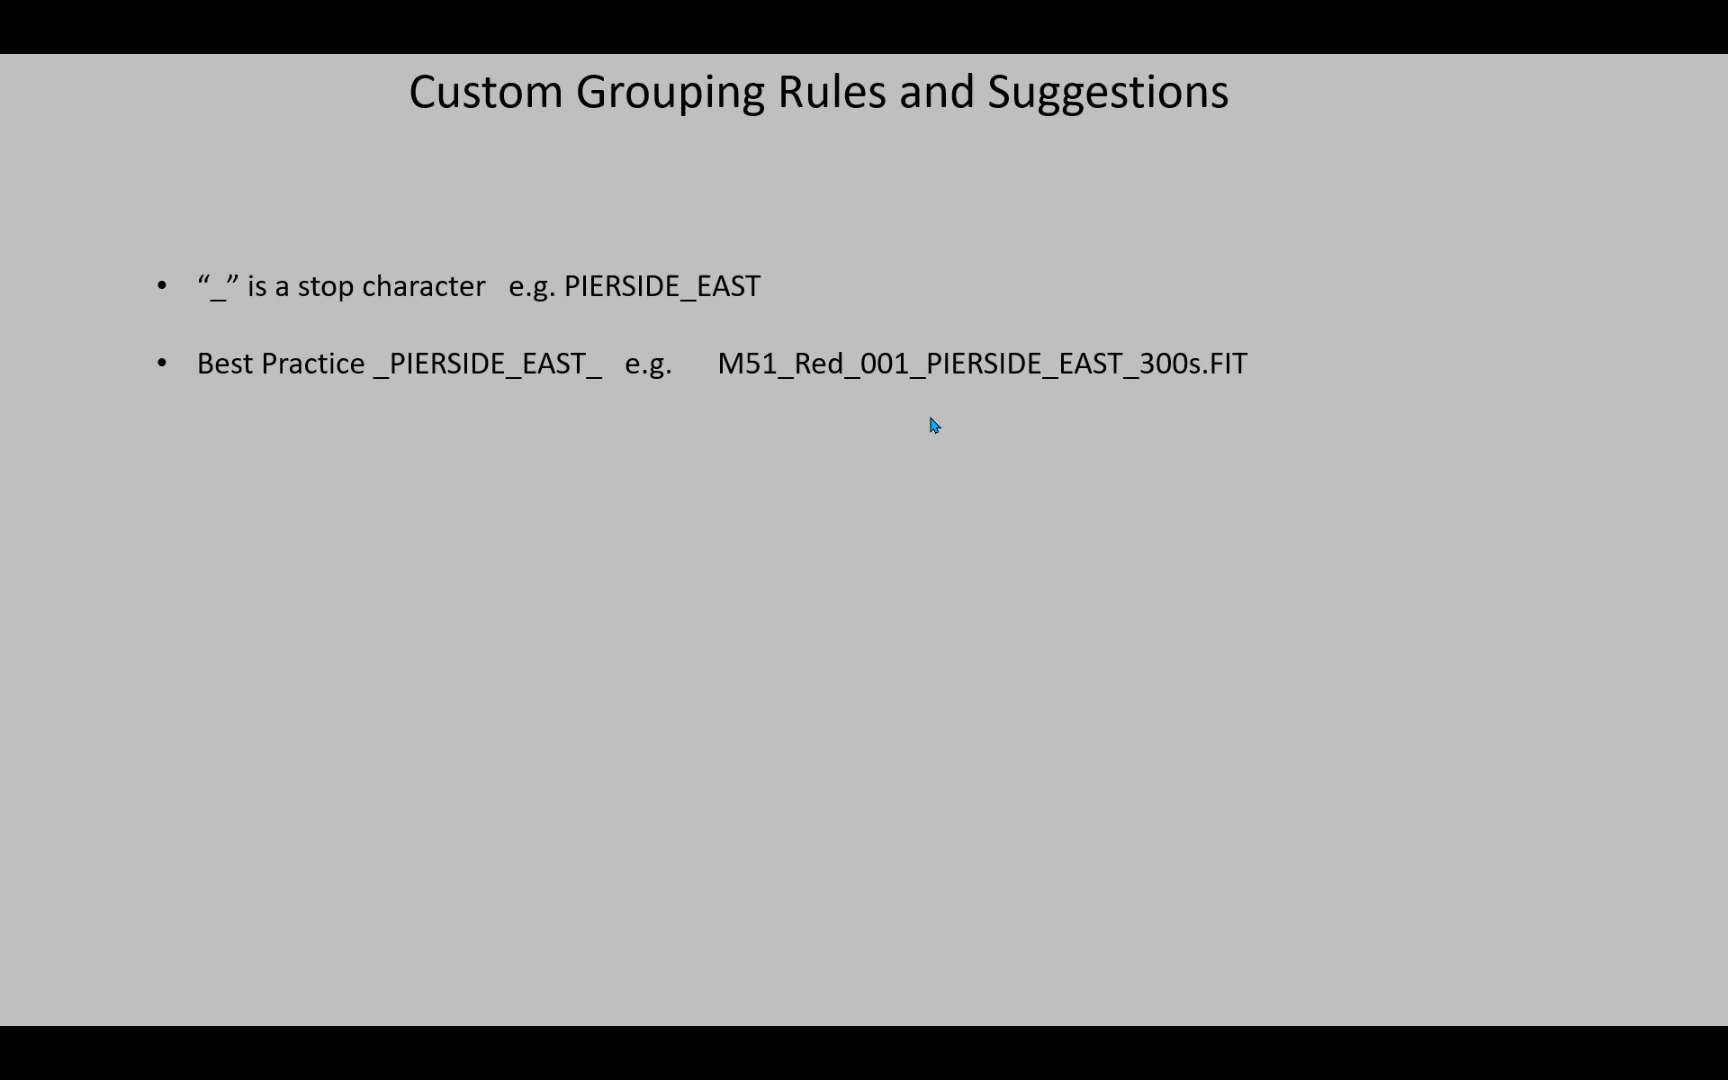 Custom Grouping Rules and Suggestions
• “_” is a stop character e.g. PIERSIDE_EAST
• Best Practice _PIERSIDE_EAST_ e.g. M51_Red_001_PIERSIDE_EAST_300s.FIT